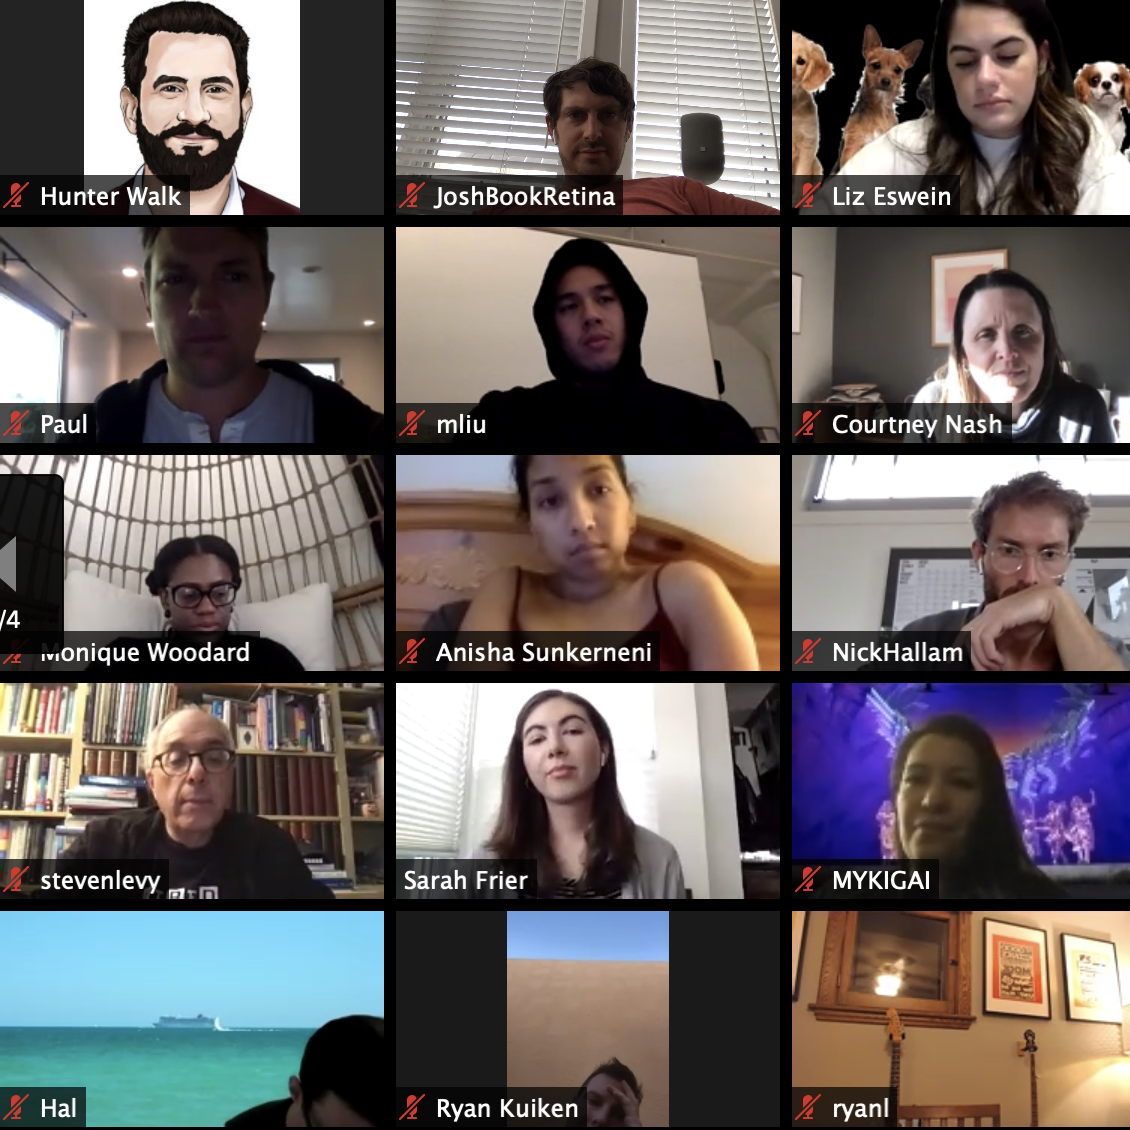 Hunter Walk
JoshBookRetina
Liz Eswein
Paul
mliu
Courtney Nash
/4
Monique Woodard
Anisha Sunkerneni
NickHallam
stevenlevy
Sarah Frier
MYKIGAI
Hal
Ryan Kuiken
ryanl